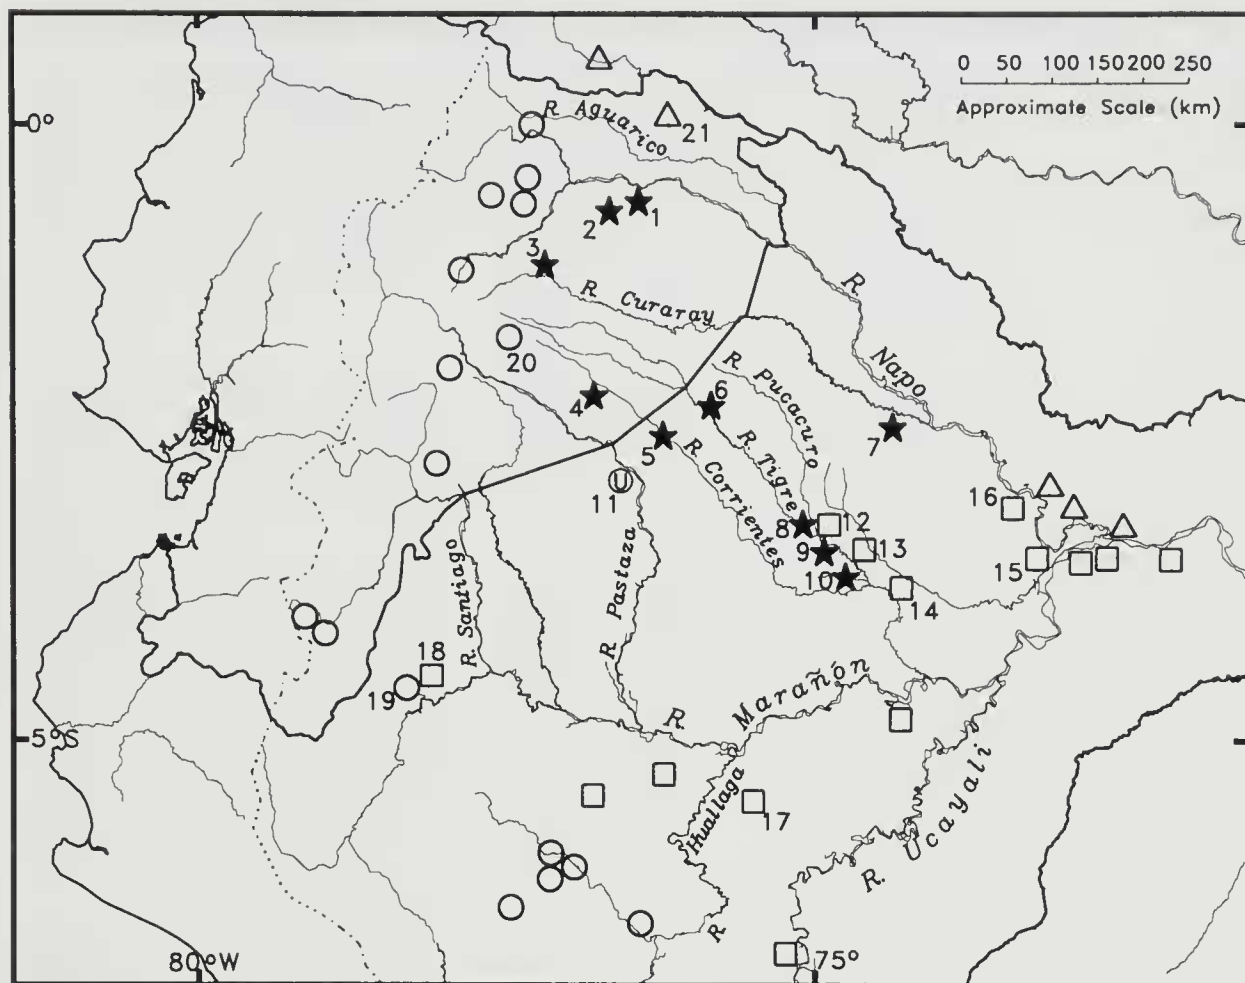 0 50 100 150 200 250
Approximate Scale (km)
0°
R. Aguarico
21
1
2
3
R. Curaray
R. Napo
20
4
5
6
R. Pucacuro
7
R. Tigre
R. Corrientes
U
11
16
8
12
9
13
10
14
15
R. Santiago
R. Pastaza
18
19
R. Marañón
5°S
R. Huallaga
17
R. Ucayali
80°W
75°